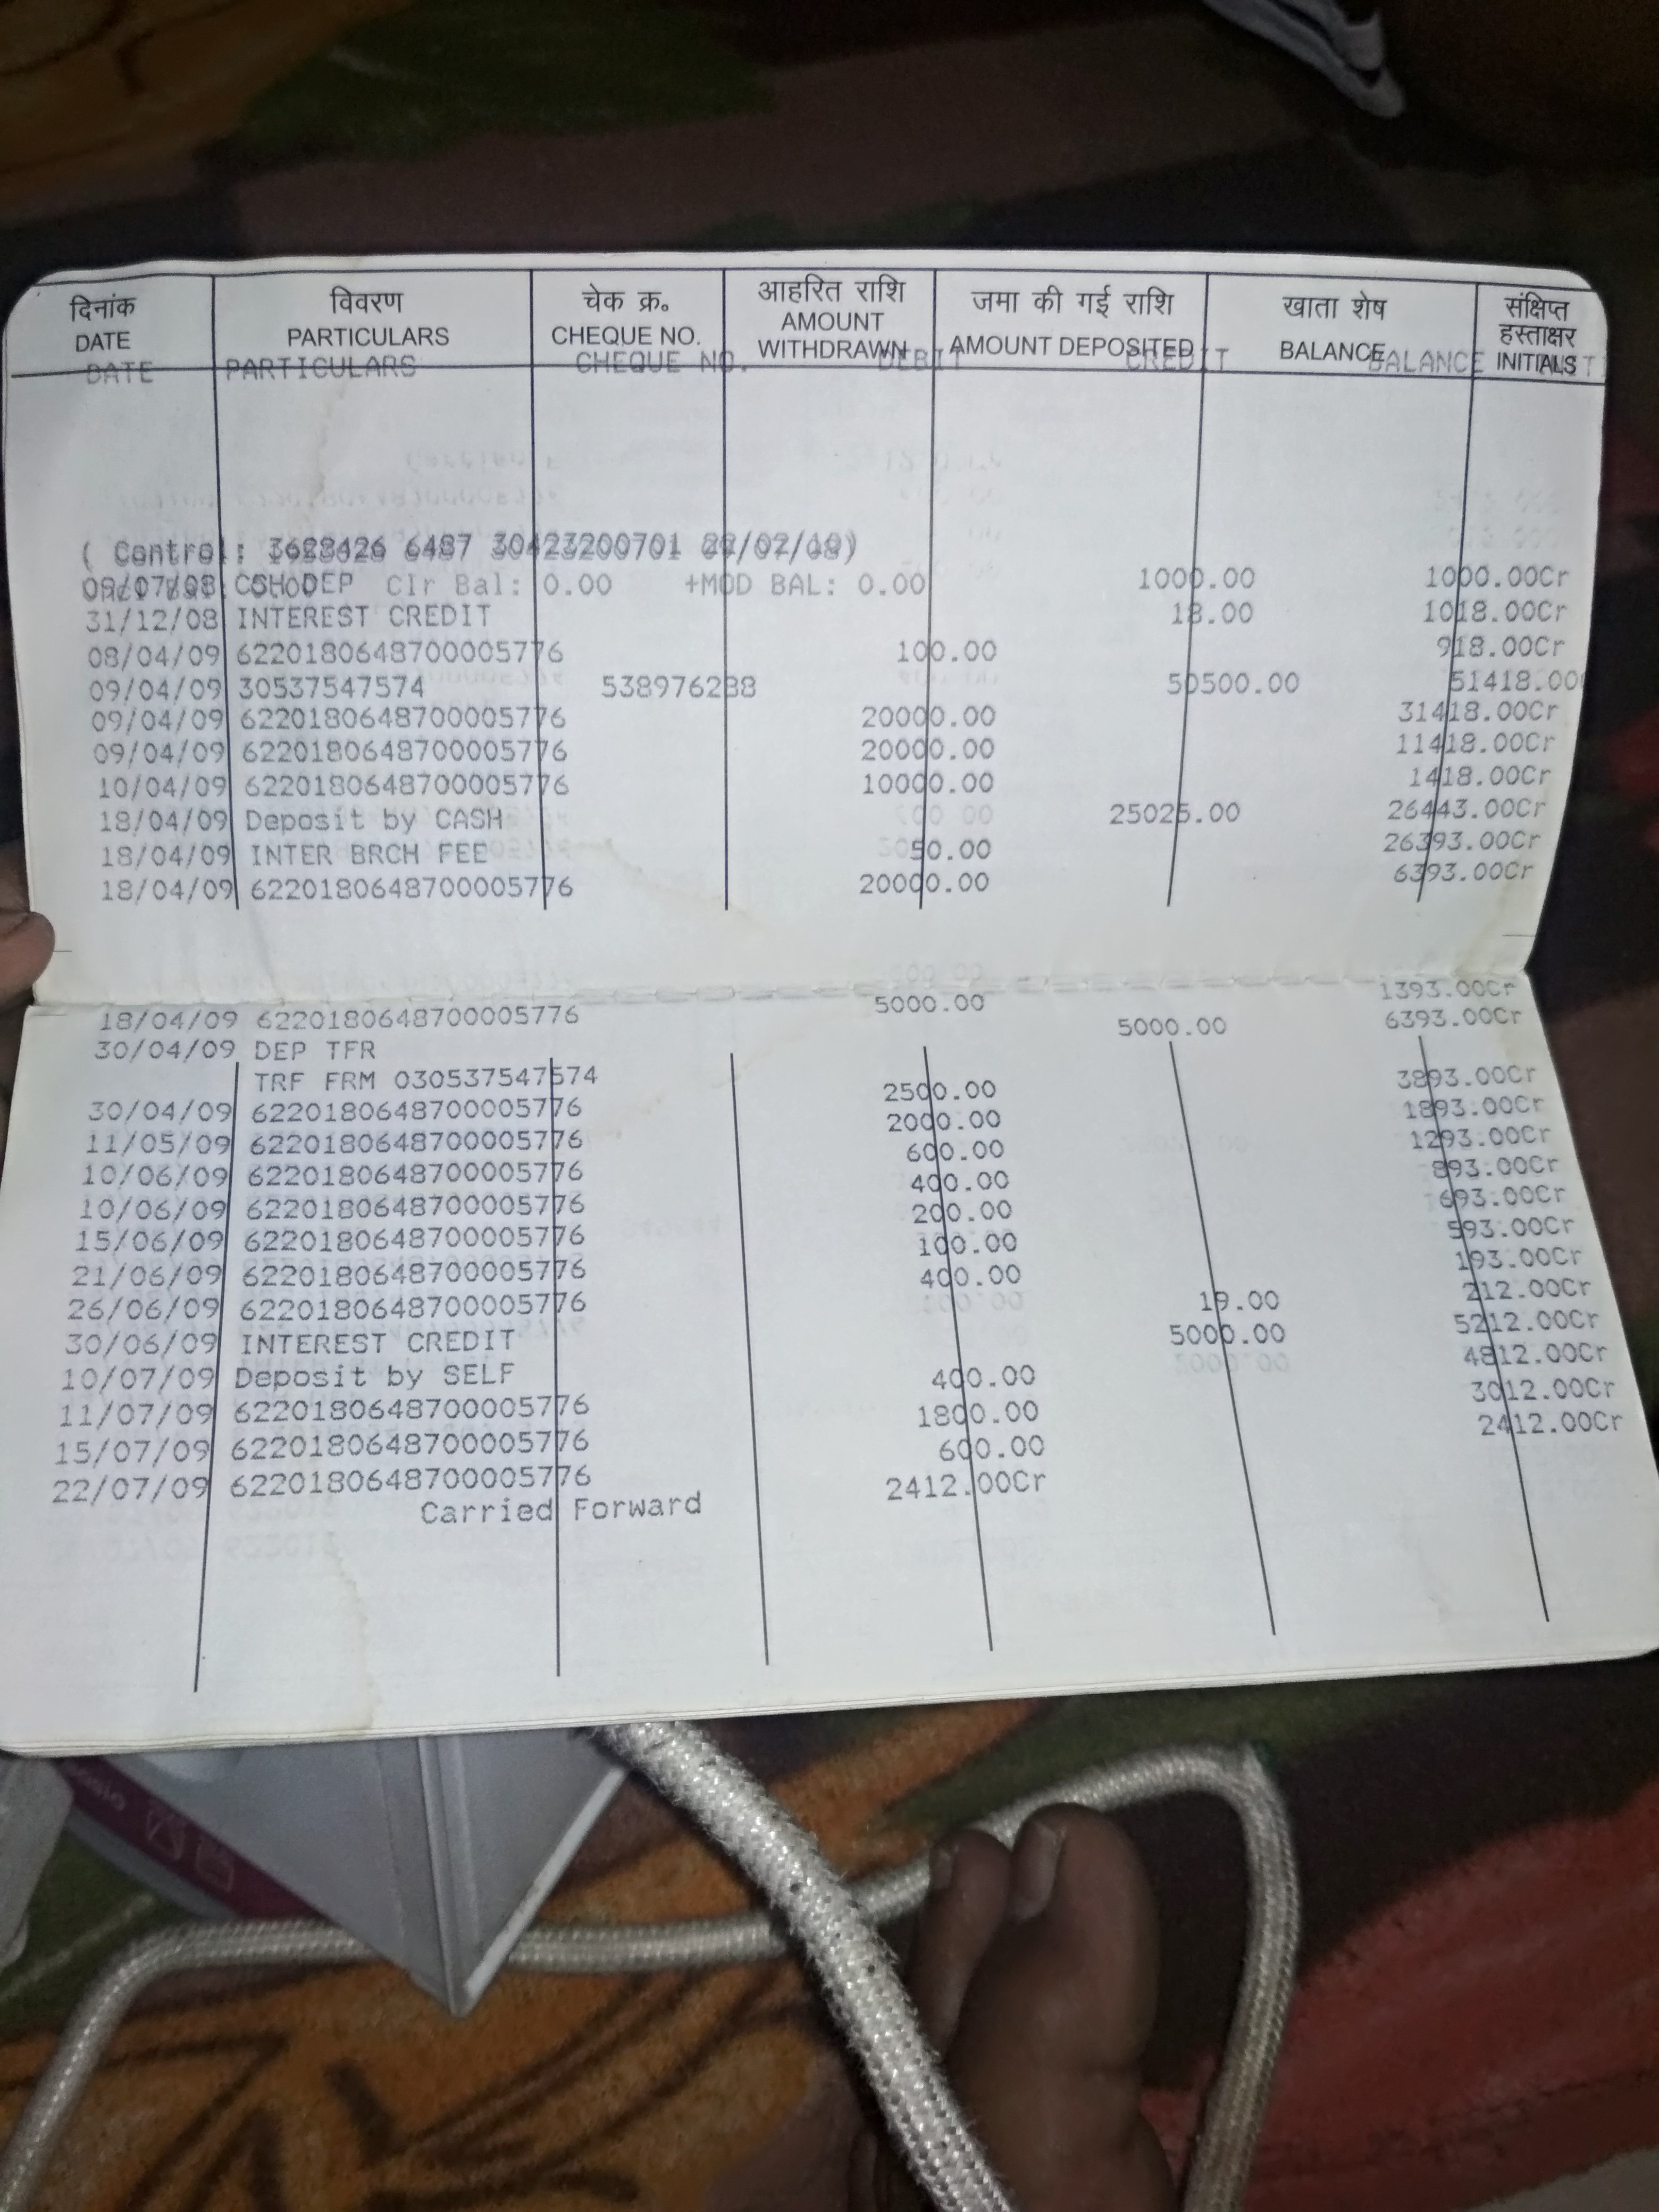 दिनांक विवरण चेक क्र. आहरित राशि जमा की गई राशि खाता शेष संक्षिप्त हस्ताक्षर
DATE PARTICULARS CHEQUE NO. AMOUNT WITHDRAWN AMOUNT DEPOSITED BALANCE INITIALS
DATE PARTICULARS CHEQUE NO. DEBIT CREDIT BALANCE
( Control: 6487 30423200701
09/07/08 CSH DEP Clr Bal: 0.00 +MOD BAL: 0.00 1000.00 1000.00Cr
31/12/08 INTEREST CREDIT 18.00 1018.00Cr
08/04/09 6220180648700005776 100.00 918.00Cr
09/04/09 30537547574 538976288 50500.00 51418.00
09/04/09 6220180648700005776 20000.00 31418.00Cr
09/04/09 6220180648700005776 20000.00 11418.00Cr
10/04/09 6220180648700005776 10000.00 1418.00Cr
18/04/09 Deposit by CASH 25025.00 26443.00Cr
18/04/09 INTER BRCH FEE 50.00 26393.00Cr
18/04/09 6220180648700005776 20000.00 6393.00Cr
18/04/09 6220180648700005776 5000.00 1393.00Cr
30/04/09 DEP TFR 5000.00 6393.00Cr
TRF FRM 030537547574
30/04/09 6220180648700005776 2500.00 3893.00Cr
11/05/09 6220180648700005776 2000.00 1893.00Cr
10/06/09 6220180648700005776 600.00 1293.00Cr
10/06/09 6220180648700005776 400.00 893.00Cr
15/06/09 6220180648700005776 200.00 693.00Cr
21/06/09 6220180648700005776 100.00 593.00Cr
26/06/09 6220180648700005776 400.00 193.00Cr
30/06/09 INTEREST CREDIT 19.00 212.00Cr
10/07/09 Deposit by SELF 5000.00 5212.00Cr
11/07/09 6220180648700005776 400.00 4812.00Cr
15/07/09 6220180648700005776 1800.00 3012.00Cr
22/07/09 6220180648700005776 600.00 2412.00Cr
Carried Forward 2412.00Cr